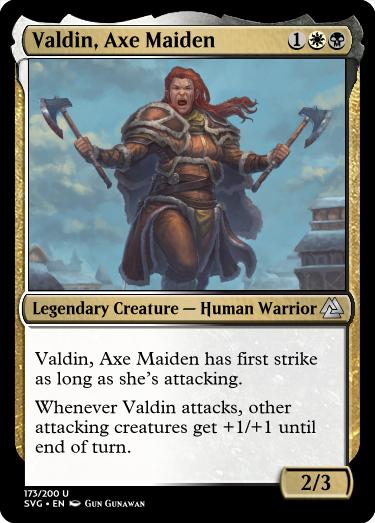 Valdin, Axe Maiden 1
Legendary Creature — Human Warrior
Valdin, Axe Maiden has first strike
as long as she's attacking.
Whenever Valdin attacks, other
attacking creatures get +1/+1 until
end of turn.
2/3
173/200 U
SVG • EN Gun Gunawan